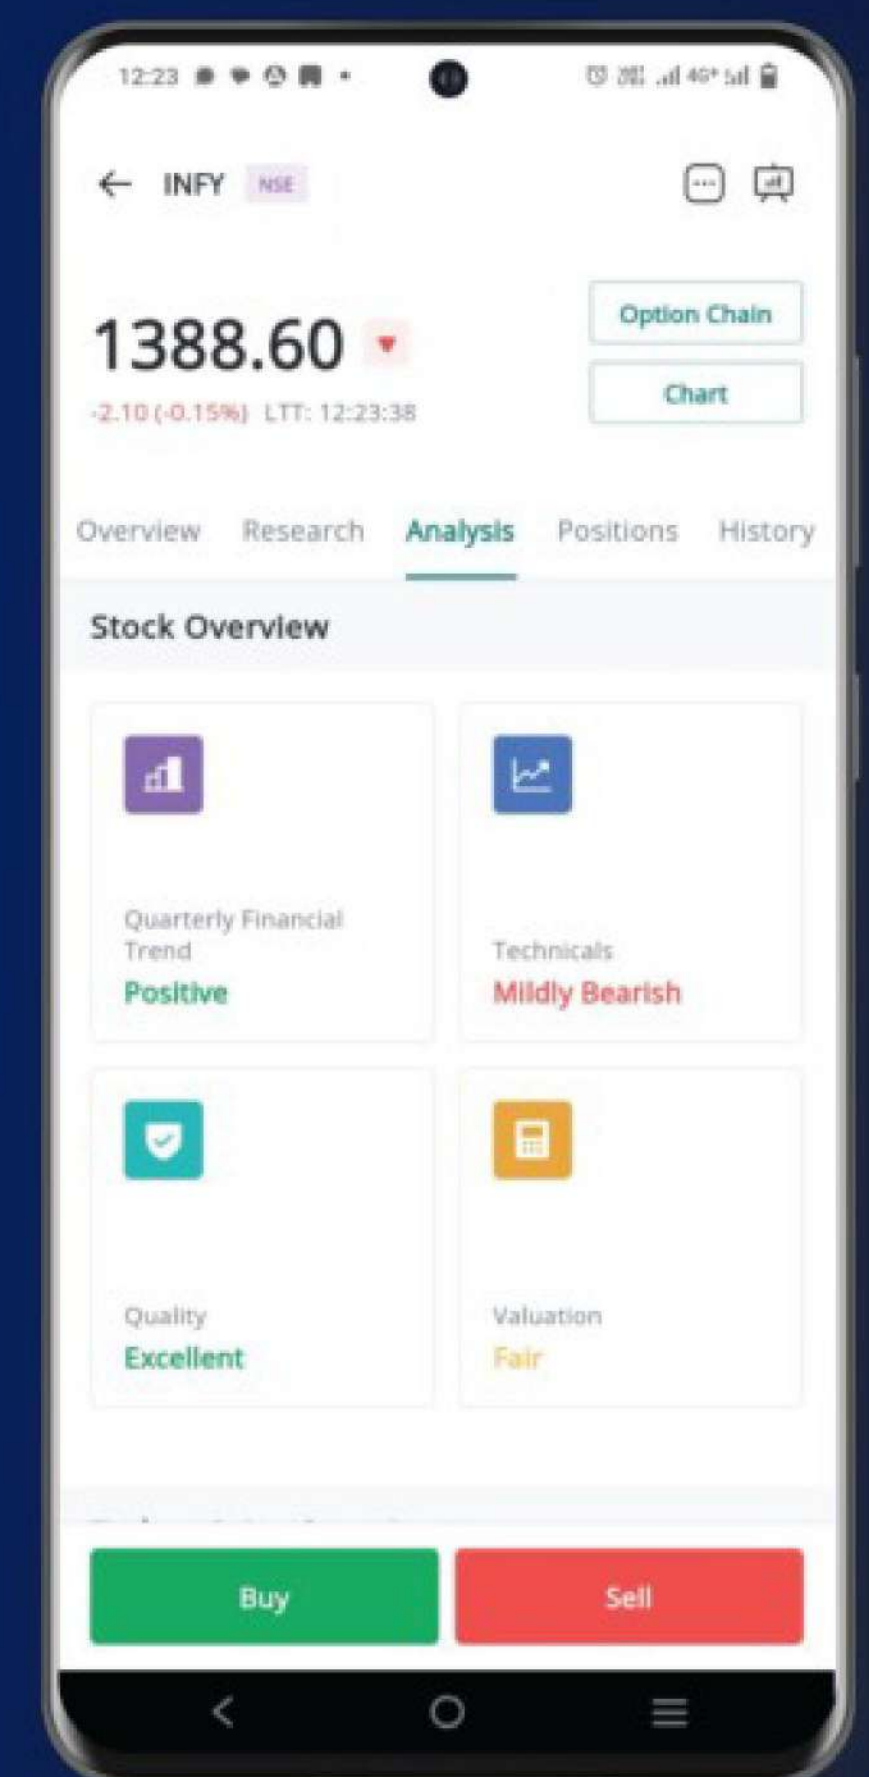 12:23
4G+
← INFY NSE
1388.60
-2.10 (-0.15%) LTT: 12:23:38
Option Chain
Chart
Overview Research Analysis Positions History
Stock Overview
Quarterly Financial
Trend
Positive
Technicals
Mildly Bearish
Quality
Excellent
Valuation
Fair
Buy
Sell